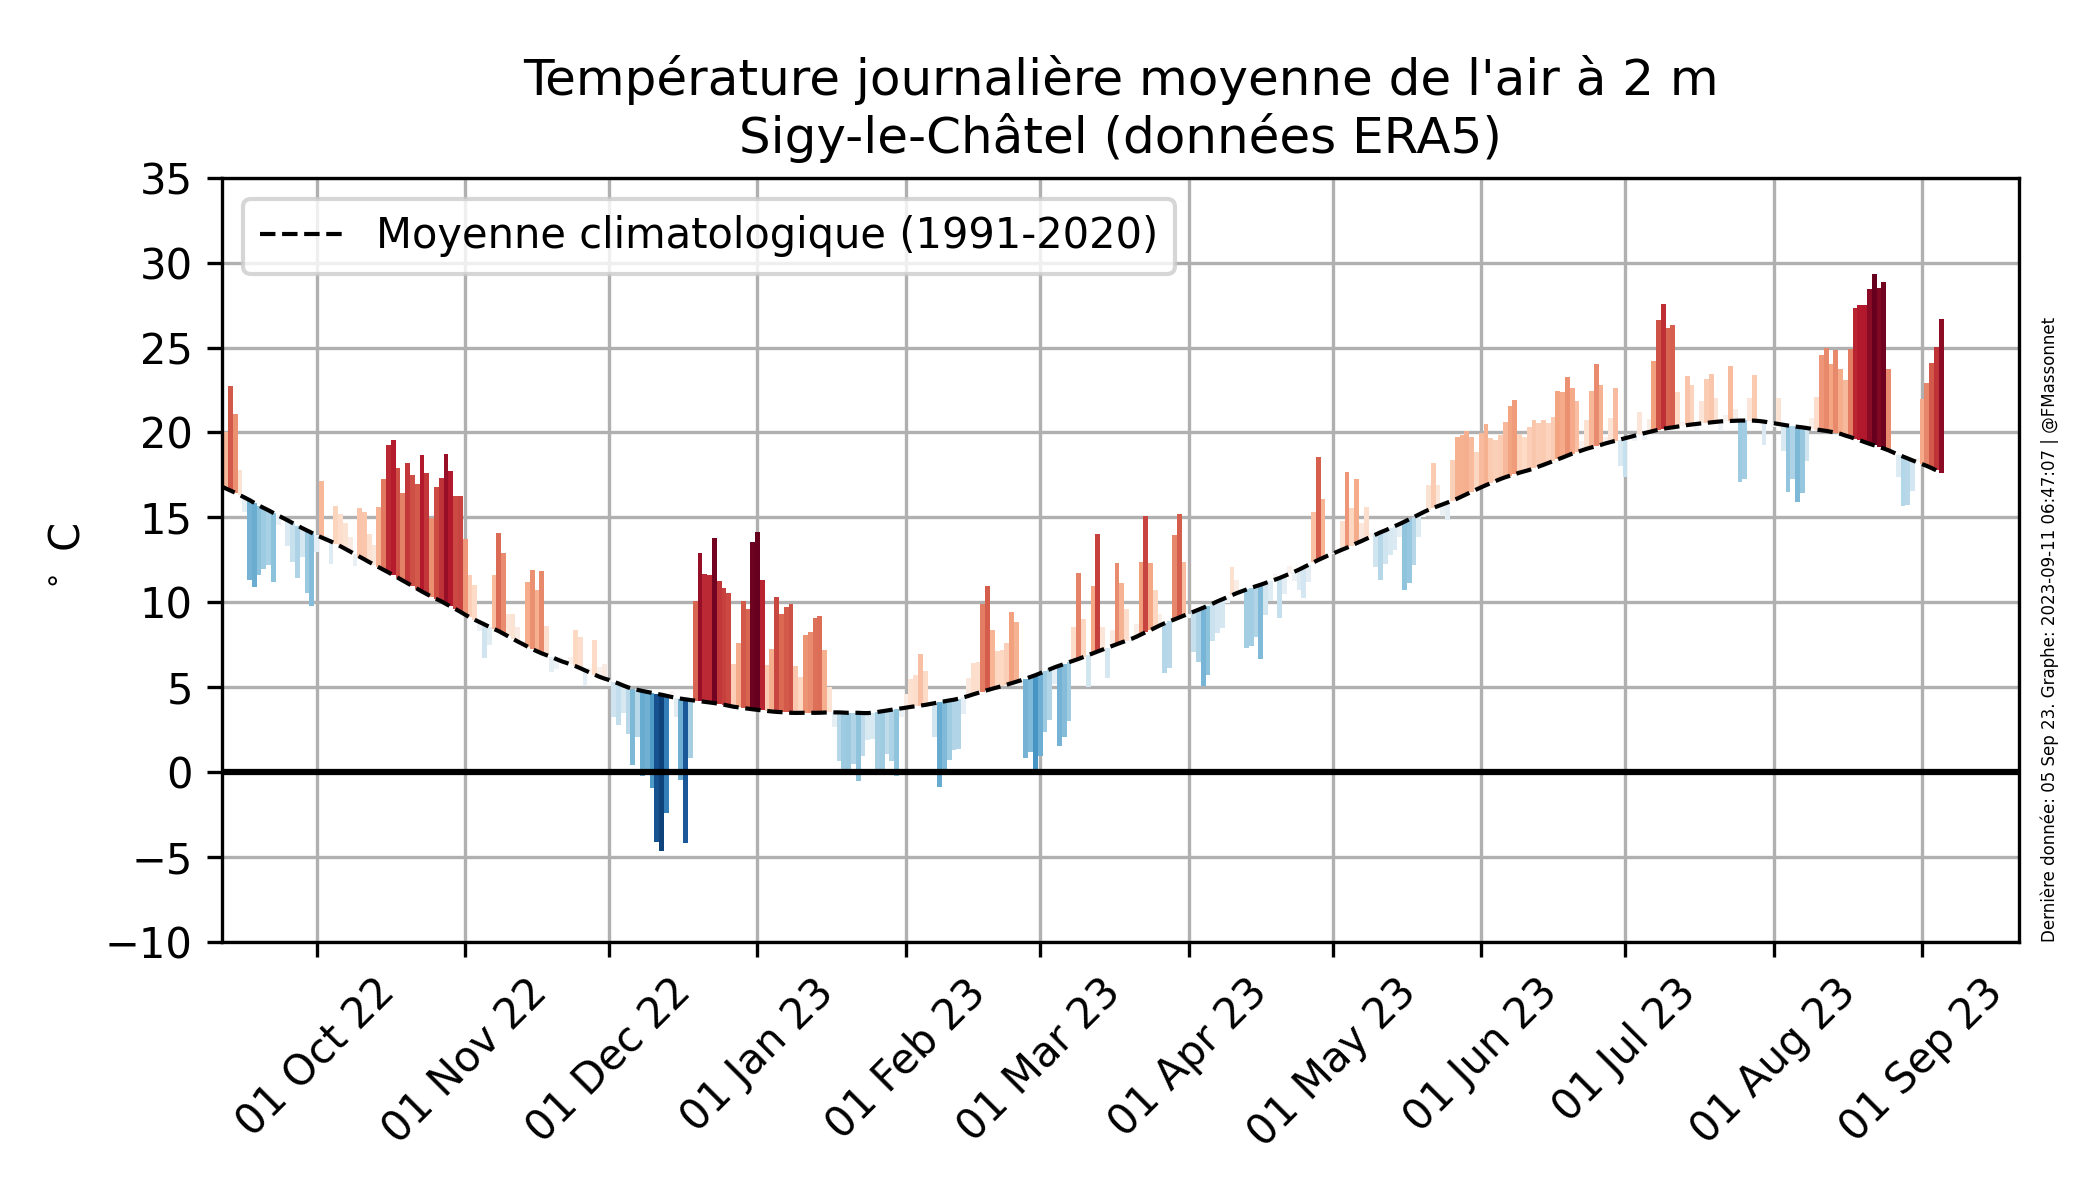 Température journalière moyenne de l'air à 2 m
Sigy-le-Châtel (données ERA5)
Moyenne climatologique (1991-2020)
° C
35
30
25
20
15
10
5
0
−5
−10
01 Oct 22
01 Nov 22
01 Dec 22
01 Jan 23
01 Feb 23
01 Mar 23
01 Apr 23
01 May 23
01 Jun 23
01 Jul 23
01 Aug 23
01 Sep 23
Dernière donnée: 05 Sep 23. Graphe: 2023-09-11 06:47:07 | @FMassonnet